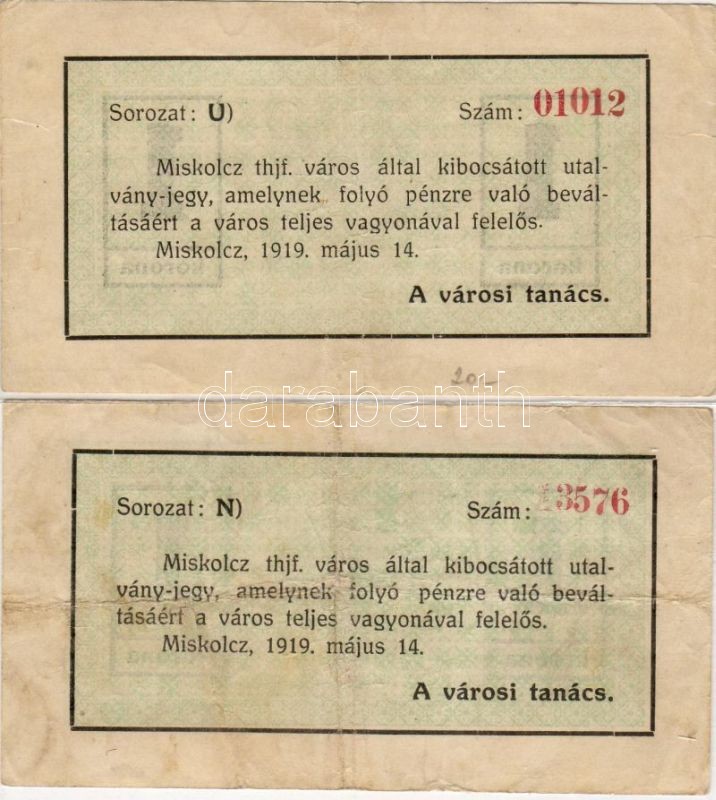 Sorozat: U)
Szám: 01012
Miskolcz thjf. város által kibocsátott utal-
vány-jegy, amelynek folyó pénzre való bevál-
tásáért a város teljes vagyonával felelős.
Miskolcz, 1919. május 14.
A városi tanács.
darabanth
Sorozat: N)
Szám: 3576
Miskolcz thjf. város által kibocsátott utal-
vány-jegy, amelynek folyó pénzre való bevál-
tásáért a város teljes vagyonával felelős.
Miskolcz, 1919. május 14.
A városi tanács.